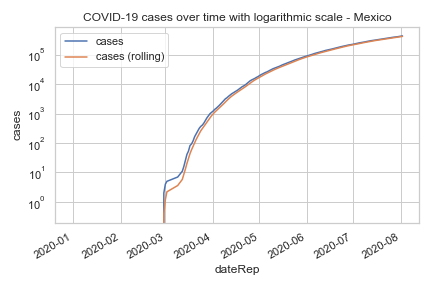 COVID-19 cases over time with logarithmic scale - Mexico
cases
cases (rolling)
10^5
10^4
10^3
10^2
10^1
10^0
cases
2020-01
2020-02
2020-03
2020-04
2020-05
2020-06
2020-07
2020-08
dateRep